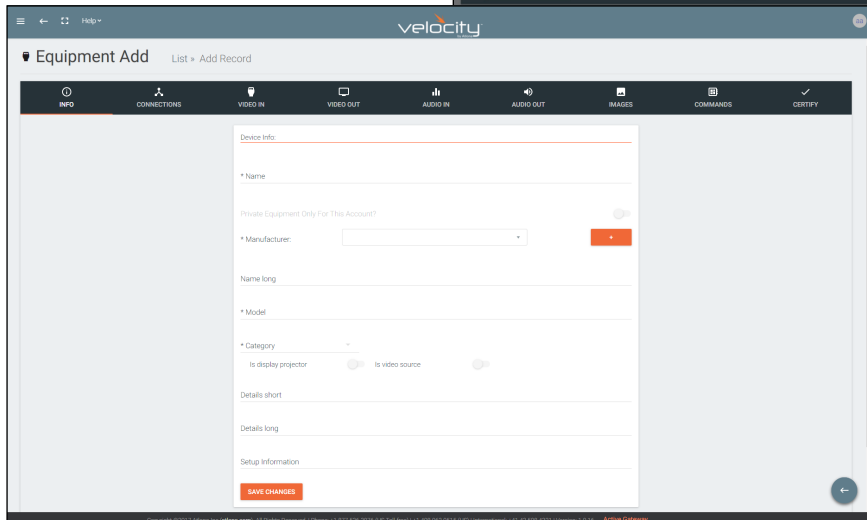 Help
velocity
Equipment Add List » Add Record
INFO CONNECTIONS VIDEO IN VIDEO OUT AUDIO IN AUDIO OUT IMAGES COMMANDS CERTIFY
Device Info:
* Name
Private Equipment Only For This Account?
* Manufacturer: +
Name long
* Model
* Category
Is display projector Is video source
Details short
Details long
Setup Information
SAVE CHANGES
Active Gateway